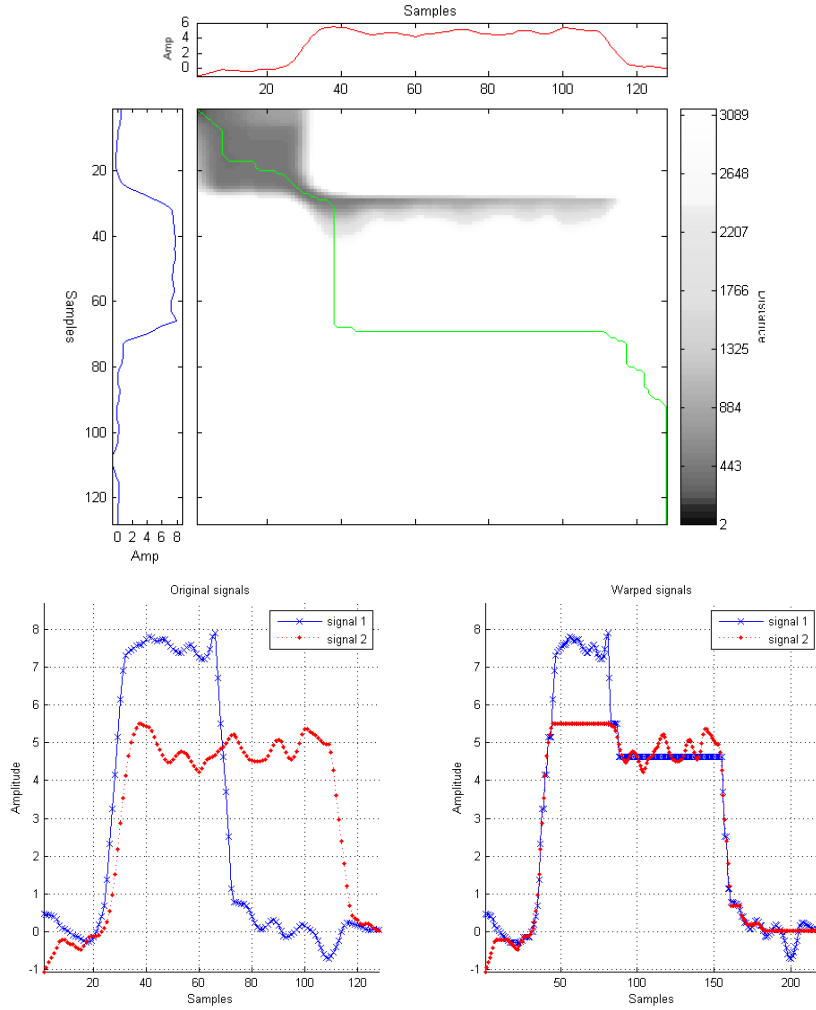 Samples
Amp
6
4
2
0
20 40 60 80 100 120
Samples
20
40
60
80
100
120
0 2 4 6 8
Amp
3089
2648
2207
1766
1325
884
443
2
Distance
Original signals
signal 1
signal 2
Amplitude
8
7
6
5
4
3
2
1
0
-1
20 40 60 80 100 120
Samples
Warped signals
signal 1
signal 2
Amplitude
8
7
6
5
4
3
2
1
0
-1
50 100 150 200
Samples